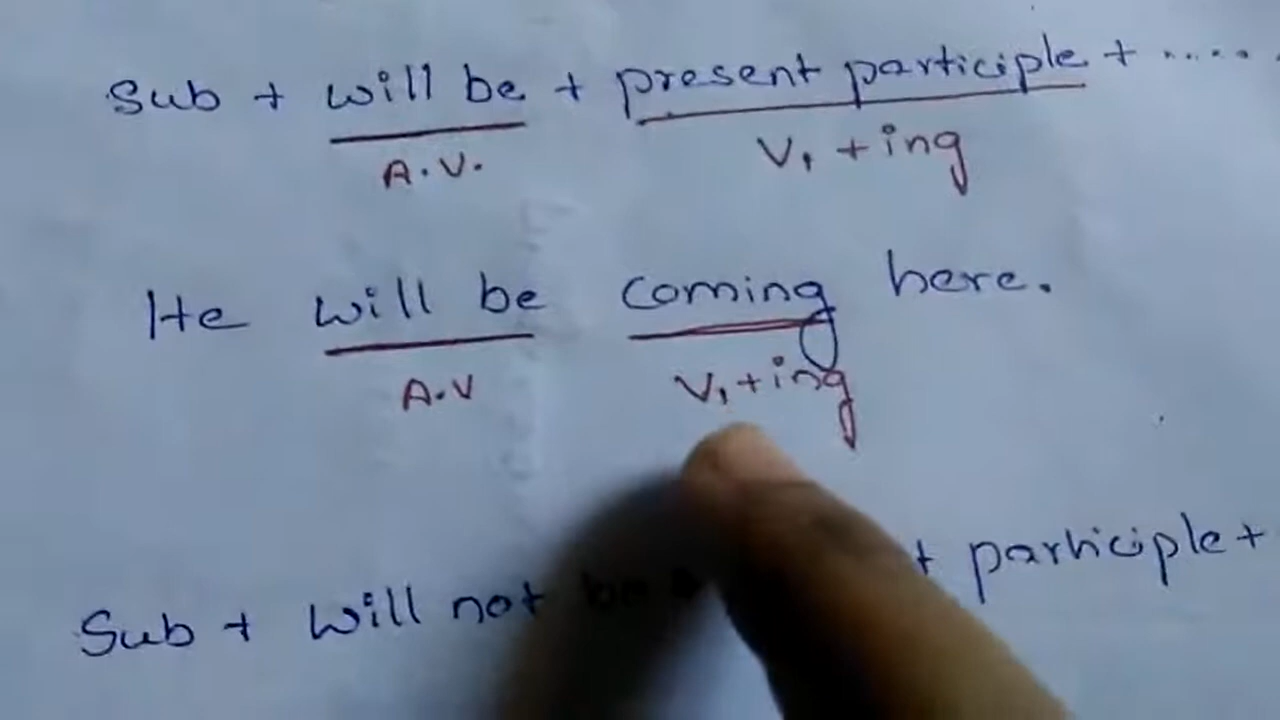 Sub + will be + present participle + .....
A.V. V₁ + ing
He will be coming here.
A.V V₁+ing
Sub + will not participle +